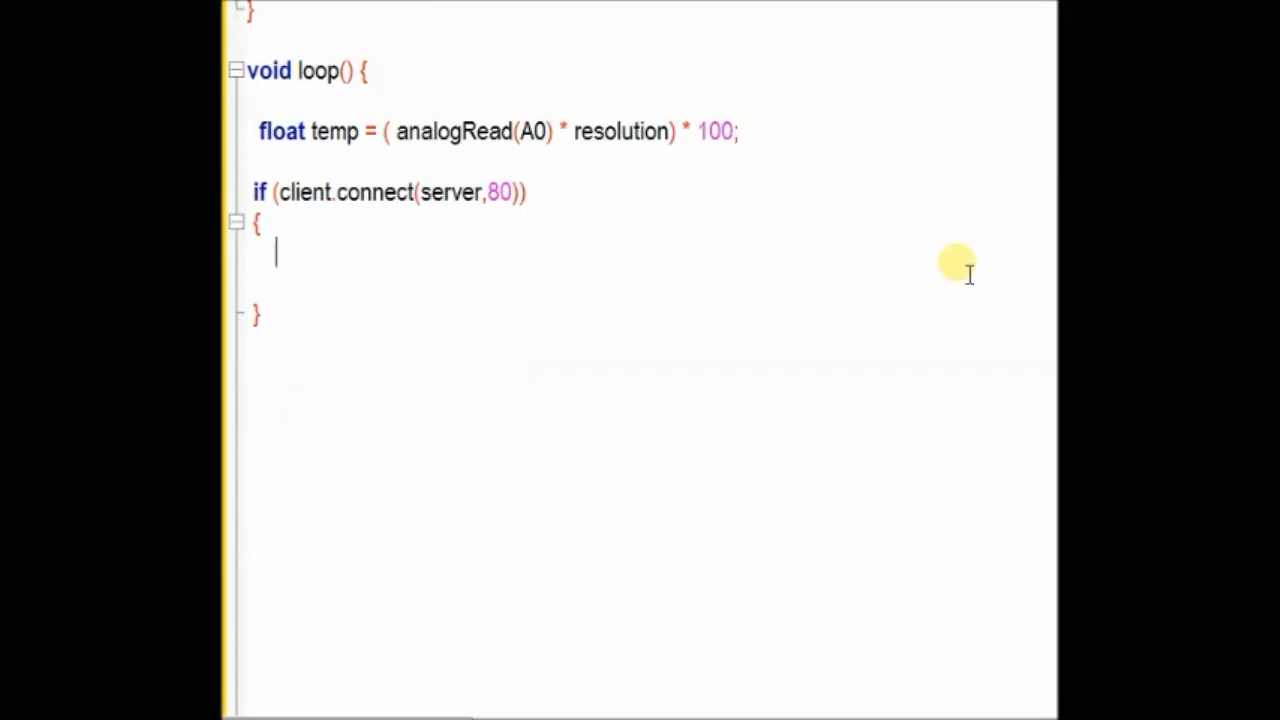 }
void loop() {
float temp = ( analogRead(A0) * resolution) * 100;
if (client.connect(server,80))
{
}